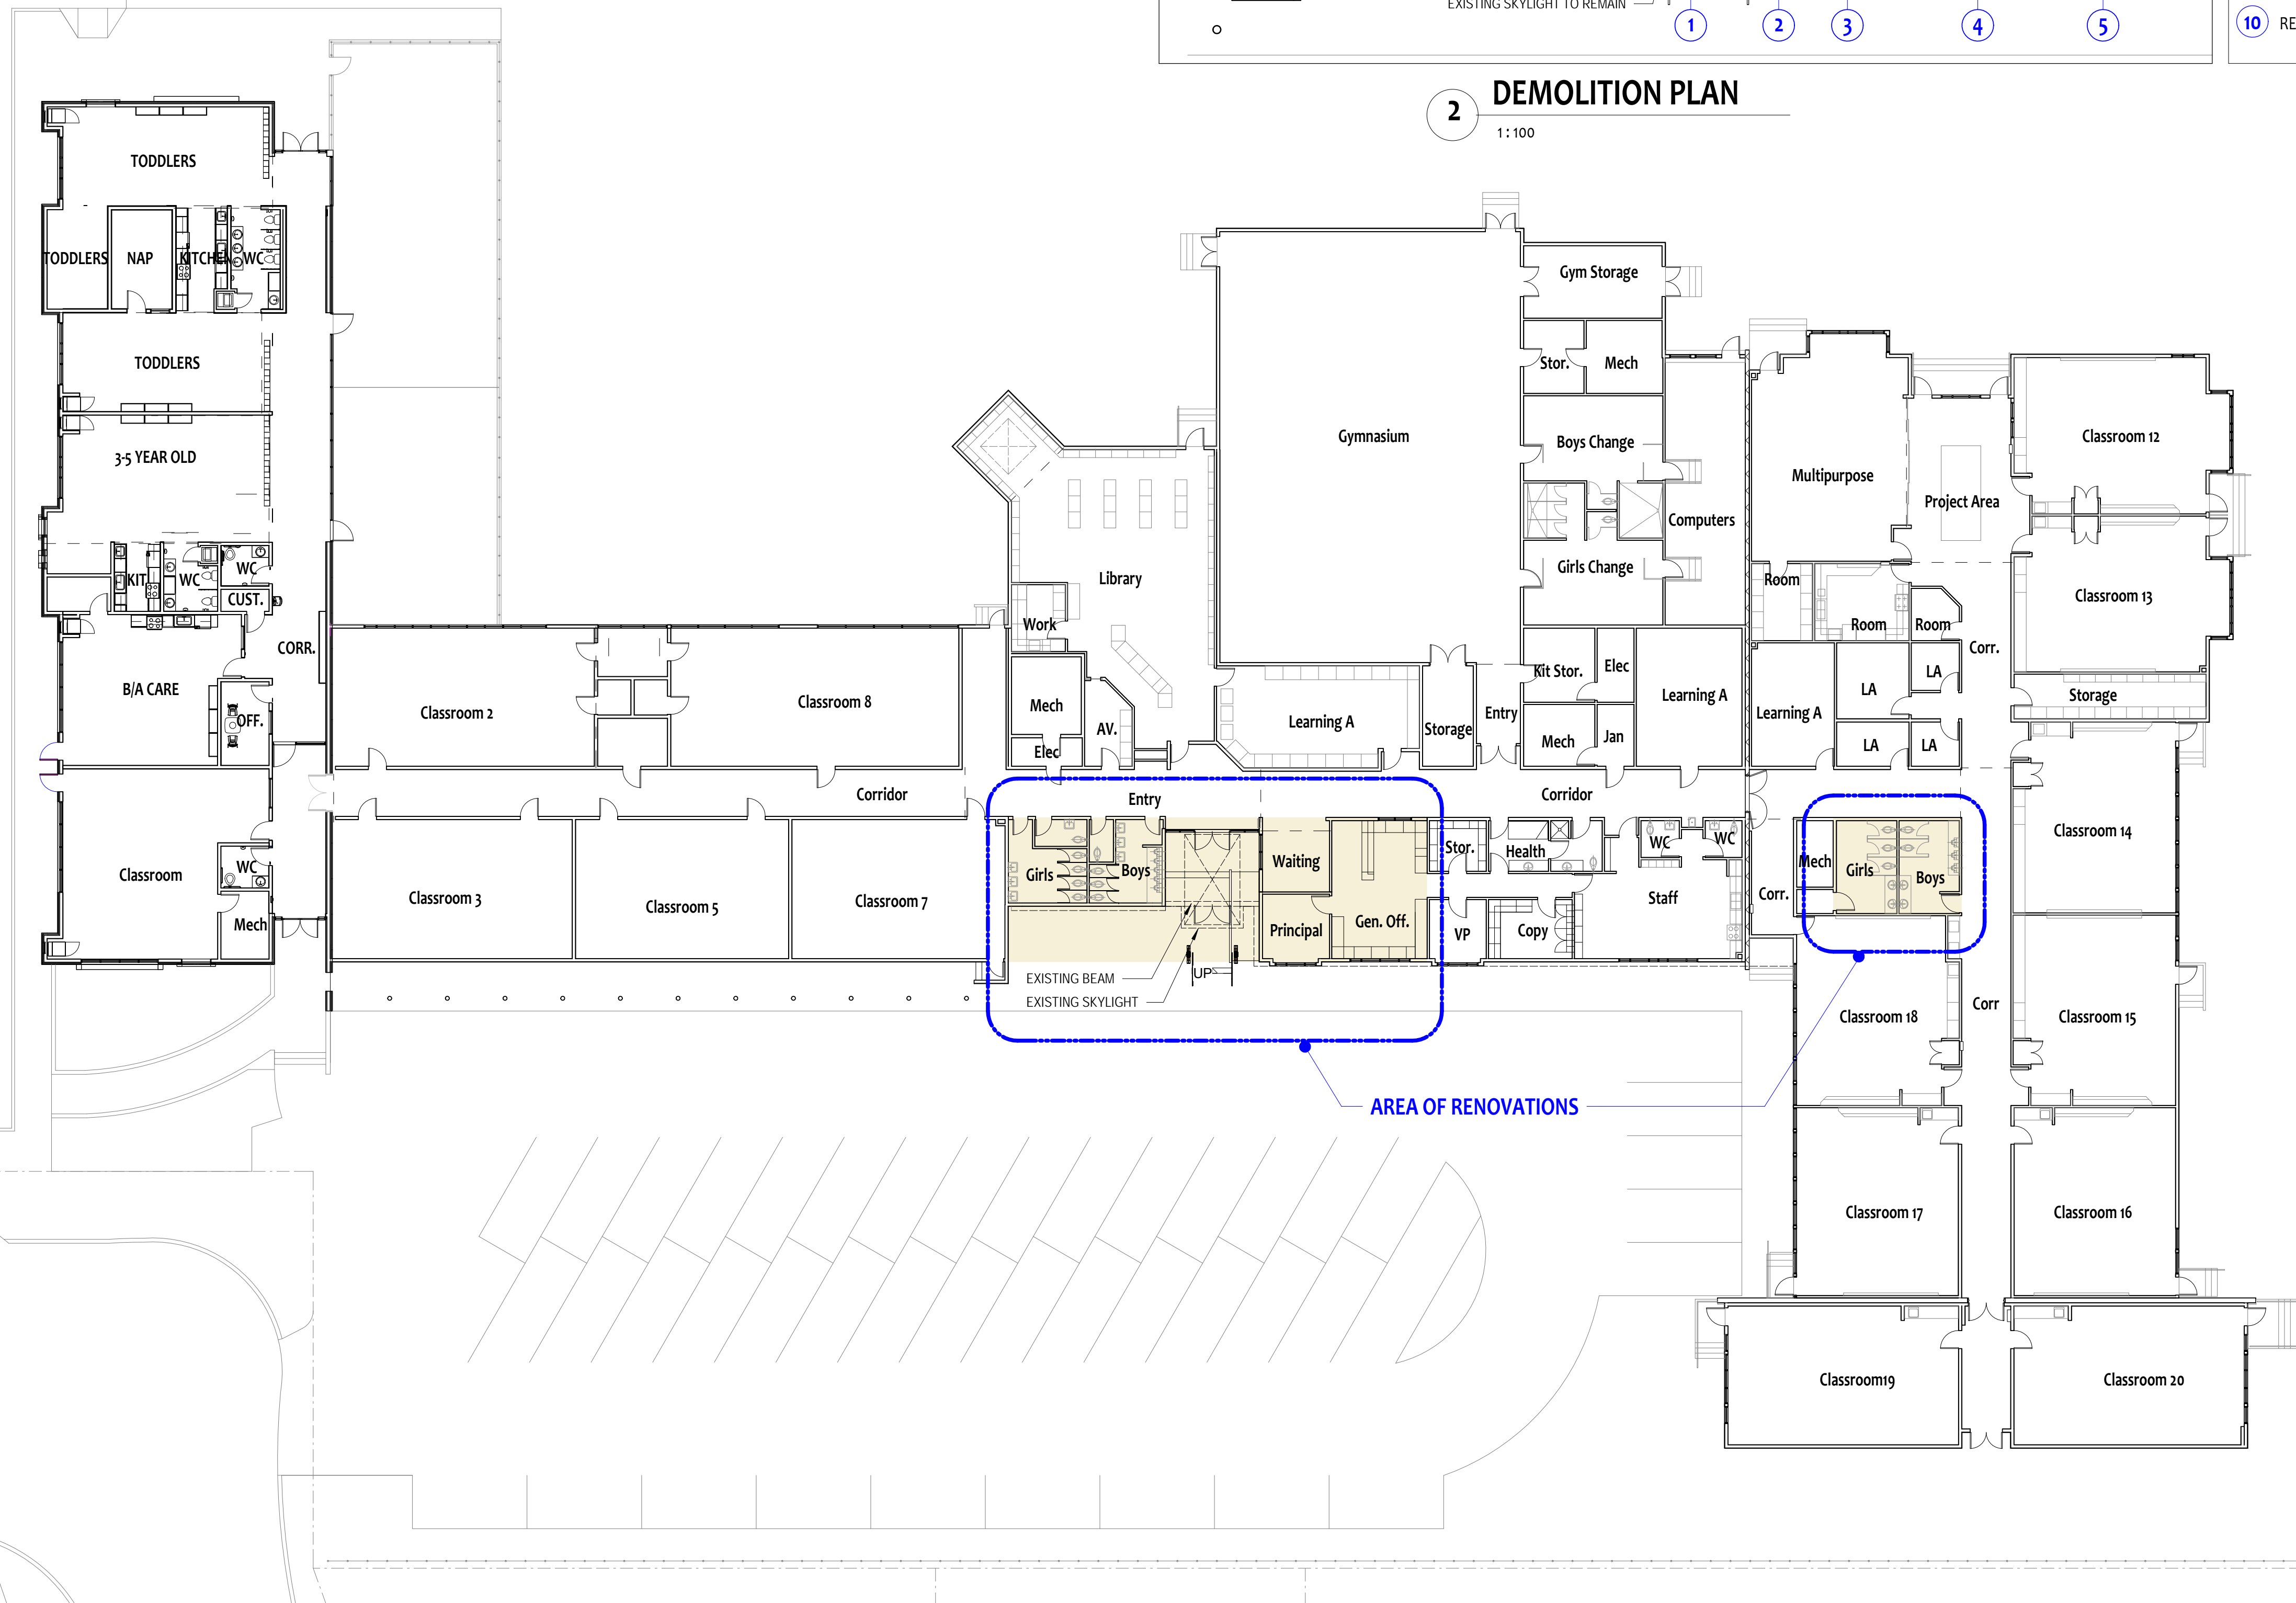 EXISTING SKYLIGHT TO REMAIN
1
2
3
4
5
10
RE
2
DEMOLITION PLAN
1:100
TODDLERS
TODDLERS
NAP
KITCHEN
WC
TODDLERS
3-5 YEAR OLD
KIT
WC
WC
CUST.
CORR.
B/A CARE
OFF.
Classroom
WC
Mech
Classroom 2
Classroom 8
Corridor
Classroom 3
Classroom 5
Classroom 7
Library
Work
Mech
Elec
AV.
Gymnasium
Gym Storage
Stor.
Mech
Boys Change
Computers
Girls Change
Learning A
Storage
Entry
Kit Stor.
Elec
Mech
Jan
Learning A
Entry
Corridor
Girls
Boys
Waiting
Principal
Gen. Off.
Stor.
Health
VP
Copy
WC
WC
Staff
EXISTING BEAM
EXISTING SKYLIGHT
UP
Multipurpose
Project Area
Classroom 12
Classroom 13
Room
Room
Room
Corr.
Learning A
LA
LA
LA
LA
Storage
Mech
Girls
Boys
Corr.
Classroom 14
Classroom 18
Corr
Classroom 15
AREA OF RENOVATIONS
Classroom 17
Classroom 16
Classroom19
Classroom 20